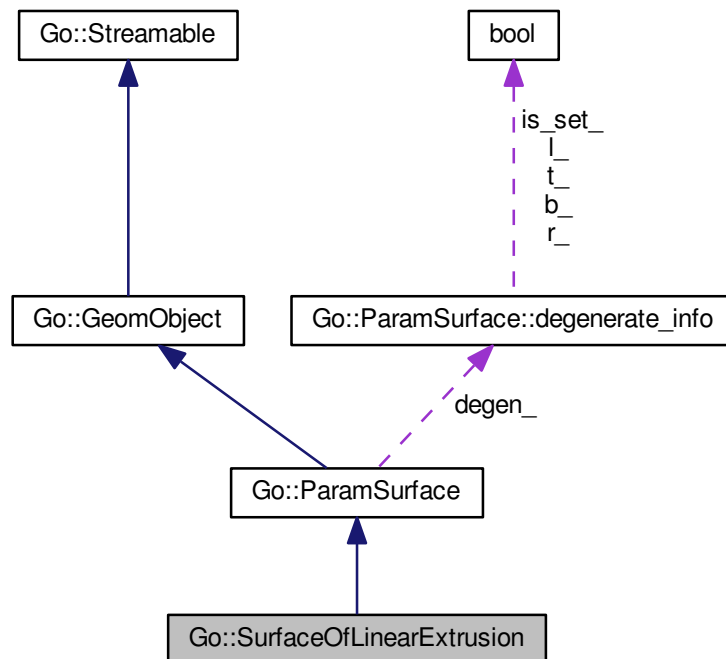 Go::Streamable
bool
is_set_
l_
t_
b_
r_
Go::GeomObject
Go::ParamSurface::degenerate_info
degen_
Go::ParamSurface
Go::SurfaceOfLinearExtrusion